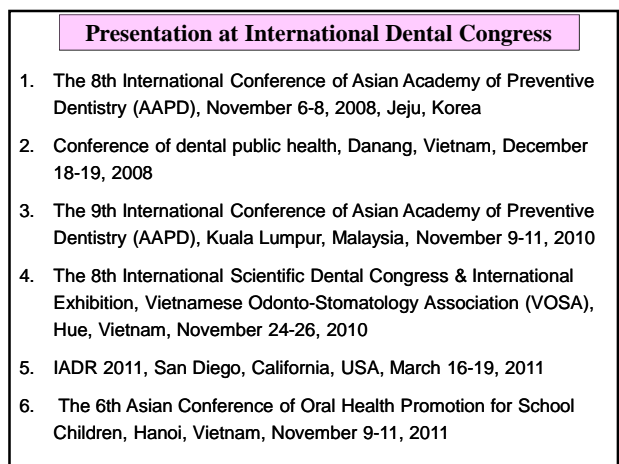 Presentation at International Dental Congress
1. The 8th International Conference of Asian Academy of Preventive
Dentistry (AAPD), November 6-8, 2008, Jeju, Korea
2. Conference of dental public health, Danang, Vietnam, December
18-19, 2008
3. The 9th International Conference of Asian Academy of Preventive
Dentistry (AAPD), Kuala Lumpur, Malaysia, November 9-11, 2010
4. The 8th International Scientific Dental Congress & International
Exhibition, Vietnamese Odonto-Stomatology Association (VOSA),
Hue, Vietnam, November 24-26, 2010
5. IADR 2011, San Diego, California, USA, March 16-19, 2011
6. The 6th Asian Conference of Oral Health Promotion for School
Children, Hanoi, Vietnam, November 9-11, 2011